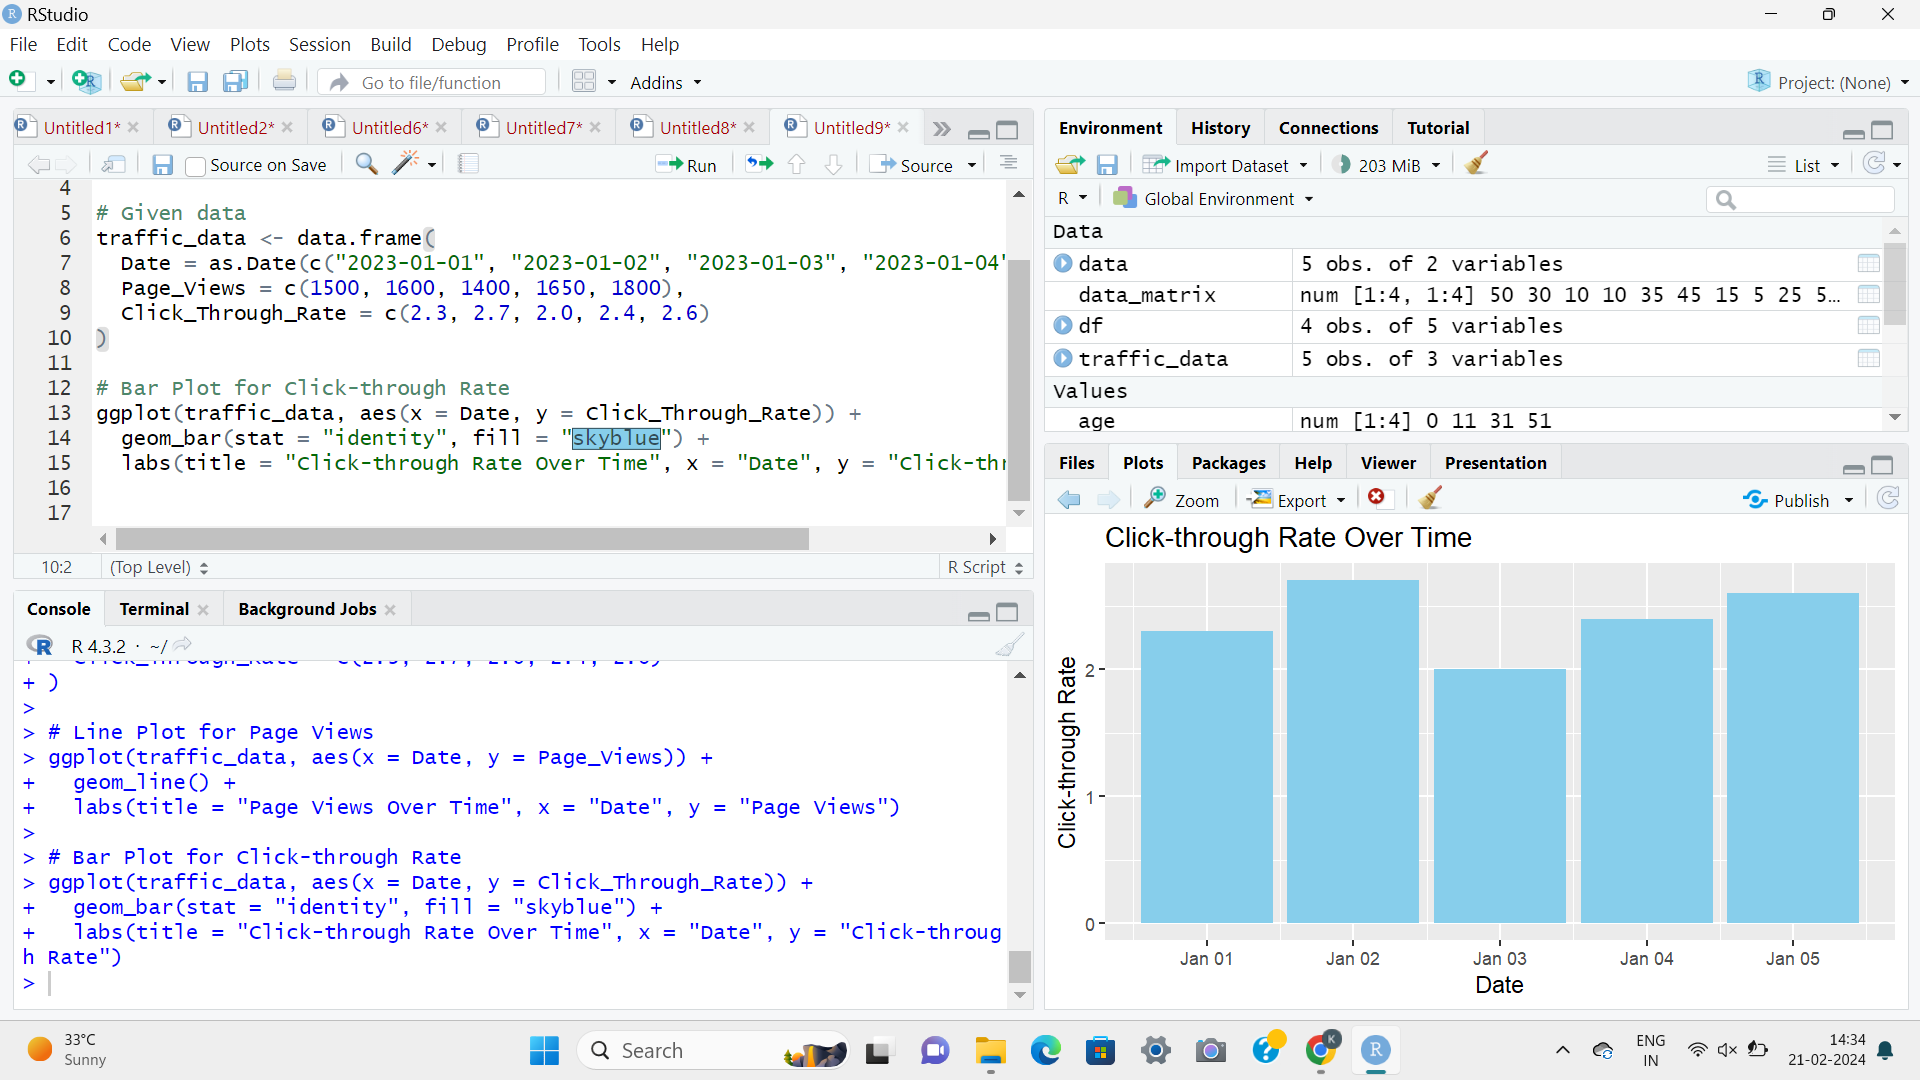 RStudio
File Edit Code View Plots Session Build Debug Profile Tools Help
Go to file/function Addins Project: (None)
Untitled1* Untitled2* Untitled6* Untitled7* Untitled8* Untitled9*
Source on Save Run Source
4
5 # Given data
6 traffic_data <- data.frame(
7 Date = as.Date(c("2023-01-01", "2023-01-02", "2023-01-03", "2023-01-04"
8 Page_Views = c(1500, 1600, 1400, 1650, 1800),
9 Click_Through_Rate = c(2.3, 2.7, 2.0, 2.4, 2.6)
10 )
11
12 # Bar Plot for Click-through Rate
13 ggplot(traffic_data, aes(x = Date, y = Click_Through_Rate)) +
14 geom_bar(stat = "identity", fill = "skyblue") +
15 labs(title = "Click-through Rate Over Time", x = "Date", y = "Click-thr
16
17
10:2 (Top Level) R Script
Console Terminal Background Jobs
R 4.3.2 · ~/
+ Click_Through_Rate = c(2.3, 2.7, 2.0, 2.4, 2.6)
+ )
>
> # Line Plot for Page Views
> ggplot(traffic_data, aes(x = Date, y = Page_Views)) +
+ geom_line() +
+ labs(title = "Page Views Over Time", x = "Date", y = "Page Views")
>
> # Bar Plot for Click-through Rate
> ggplot(traffic_data, aes(x = Date, y = Click_Through_Rate)) +
+ geom_bar(stat = "identity", fill = "skyblue") +
+ labs(title = "Click-through Rate Over Time", x = "Date", y = "Click-throug
h Rate")
>
Environment History Connections Tutorial
Import Dataset 203 MiB List
R Global Environment
Data
data 5 obs. of 2 variables
data_matrix num [1:4, 1:4] 50 30 10 10 35 45 15 5 25 5...
df 4 obs. of 5 variables
traffic_data 5 obs. of 3 variables
Values
age num [1:4] 0 11 31 51
Files Plots Packages Help Viewer Presentation
Zoom Export Publish
Click-through Rate Over Time
Click-through Rate
2
1
0
Jan 01 Jan 02 Jan 03 Jan 04 Jan 05
Date
33°C
Sunny
Search
K
R
ENG
IN
14:34
21-02-2024